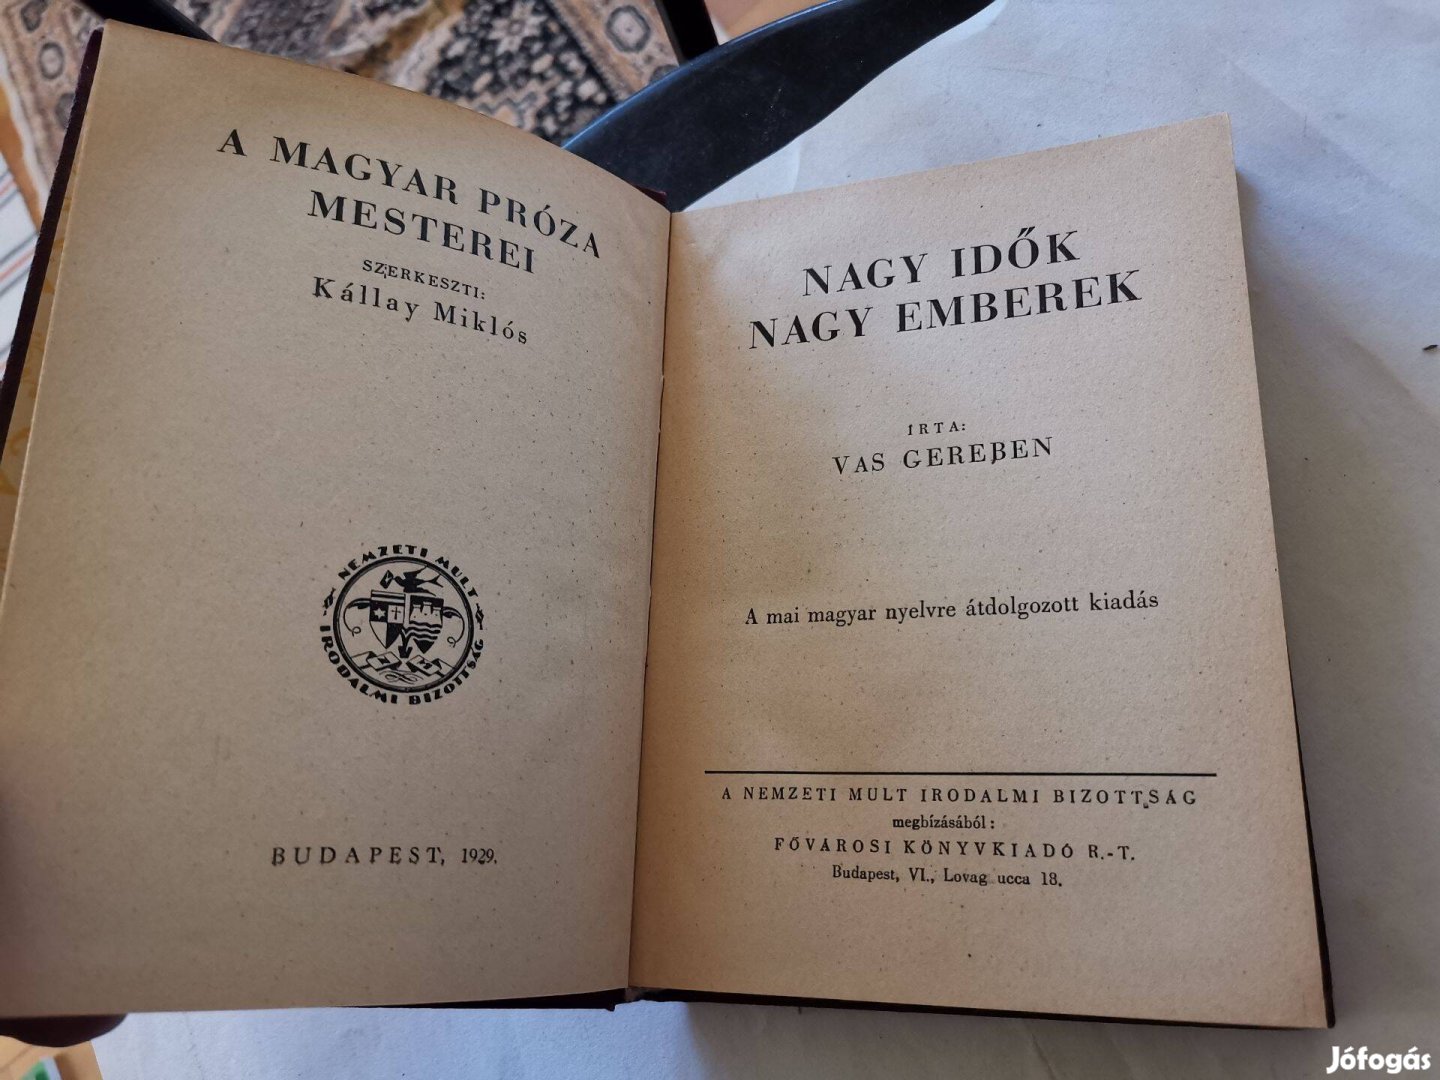 A MAGYAR PRÓZA
MESTEREI
SZERKESZTI:
Kállay Miklós
NEMZETI MULT
IRODALMI BIZOTTSÁG
BUDAPEST, 1929.
NAGY IDŐK
NAGY EMBEREK
IRTA:
VAS GEREBEN
A mai magyar nyelvre átdolgozott kiadás
A NEMZETI MULT IRODALMI BIZOTTSÁG
megbízásából:
FŐVÁROSI KÖNYVKIADÓ R.-T.
Budapest, VI., Lovag ucca 18.
Jófogás